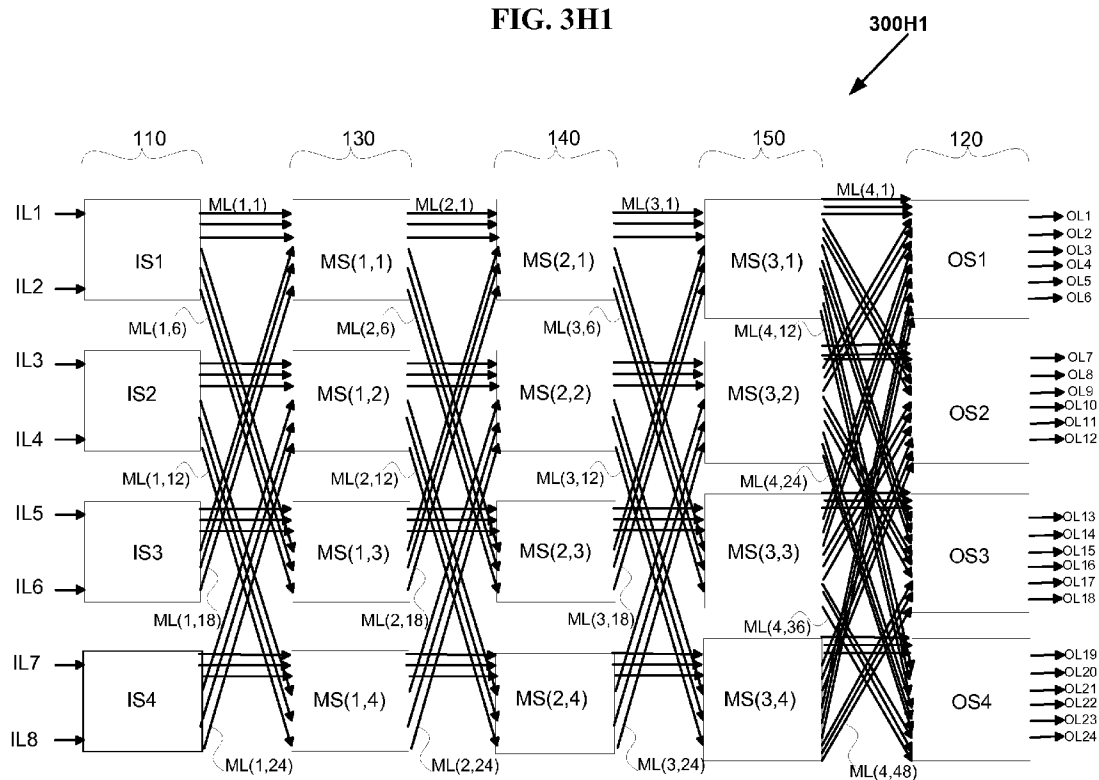 FIG. 3H1
300H1
110 130 140 150 120
ML(1,1) ML(2,1) ML(3,1) ML(4,1)
IL1
IL2
IS1 MS(1,1) MS(2,1) MS(3,1) OS1
OL1
OL2
OL3
OL4
OL5
OL6
ML(1,6) ML(2,6) ML(3,6) ML(4,12)
IL3
IL4
IS2 MS(1,2) MS(2,2) MS(3,2) OS2
OL7
OL8
OL9
OL10
OL11
OL12
ML(1,12) ML(2,12) ML(3,12) ML(4,24)
IL5
IL6
IS3 MS(1,3) MS(2,3) MS(3,3) OS3
OL13
OL14
OL15
OL16
OL17
OL18
ML(1,18) ML(2,18) ML(3,18) ML(4,36)
IL7
IL8
IS4 MS(1,4) MS(2,4) MS(3,4) OS4
OL19
OL20
OL21
OL22
OL23
OL24
ML(1,24) ML(2,24) ML(3,24) ML(4,48)